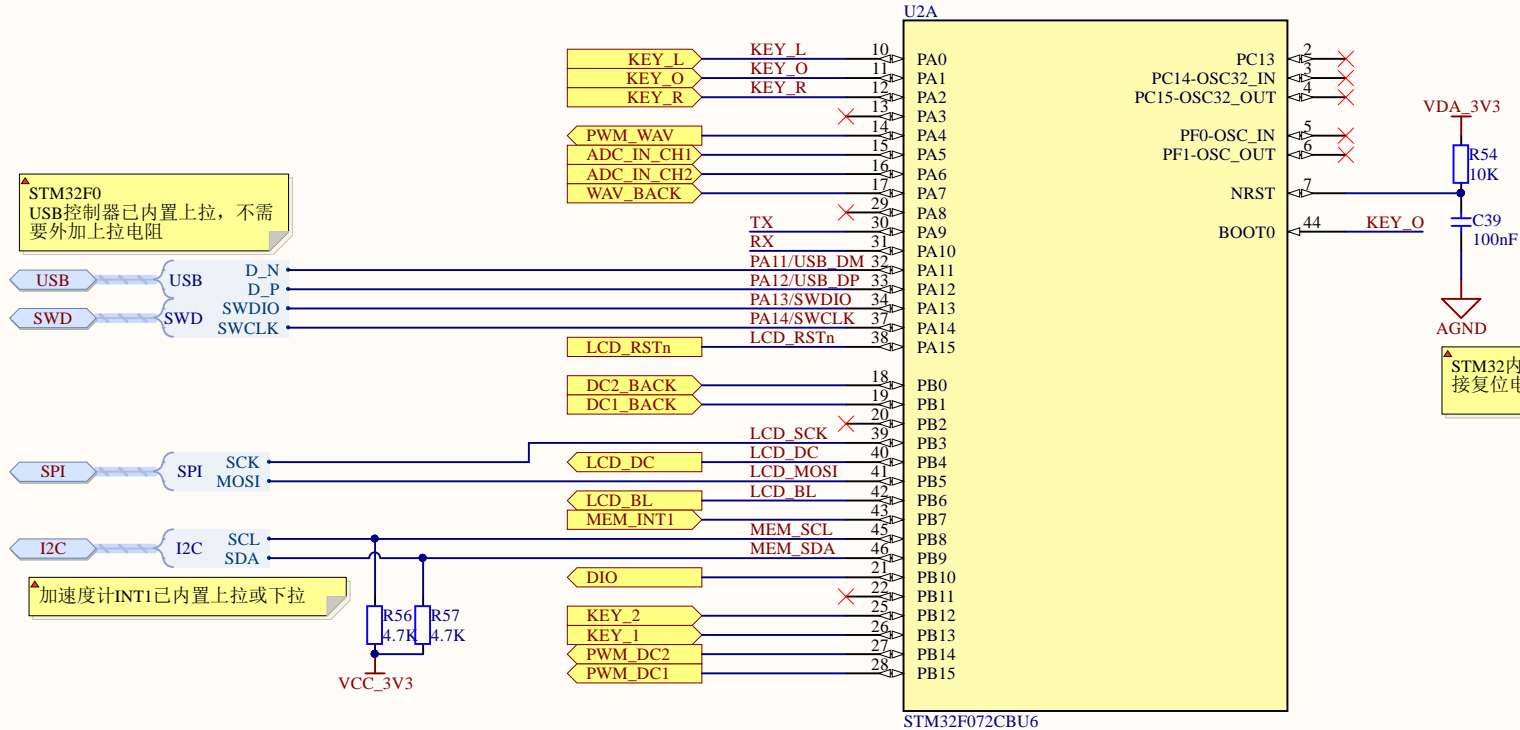 U2A
KEY_L KEY_L 10 PA0
KEY_O KEY_O 11 PA1
KEY_R KEY_R 12 PA2
13 PA3
PWM_WAV 14 PA4
ADC_IN_CH1 15 PA5
ADC_IN_CH2 16 PA6
WAV_BACK 17 PA7
29 PA8
TX 30 PA9
RX 31 PA10
STM32F0
USB控制器已内置上拉，不需
要外加上拉电阻
USB USB D_N PA11/USB_DM 32 PA11
D_P PA12/USB_DP 33 PA12
SWD SWD SWDIO PA13/SWDIO 34 PA13
SWCLK PA14/SWCLK 37 PA14
LCD_RSTn LCD_RSTn 38 PA15
DC2_BACK 18 PB0
DC1_BACK 19 PB1
20 PB2
SPI SPI SCK LCD_SCK 39 PB3
LCD_DC LCD_DC 40 PB4
MOSI LCD_MOSI 41 PB5
LCD_BL LCD_BL 42 PB6
MEM_INT1 43 PB7
I2C I2C SCL MEM_SCL 45 PB8
SDA MEM_SDA 46 PB9
DIO 21 PB10
22 PB11
KEY_2 25 PB12
KEY_1 26 PB13
PWM_DC2 27 PB14
PWM_DC1 28 PB15
加速度计INT1已内置上拉或下拉
R56
4.7K
R57
4.7K
VCC_3V3
PC13 2
PC14-OSC32_IN 3
PC15-OSC32_OUT 4
PF0-OSC_IN 5
PF1-OSC_OUT 6
NRST 7
BOOT0 44 KEY_O
VDA_3V3
R54
10K
C39
100nF
AGND
STM32内
接复位
STM32F072CBU6